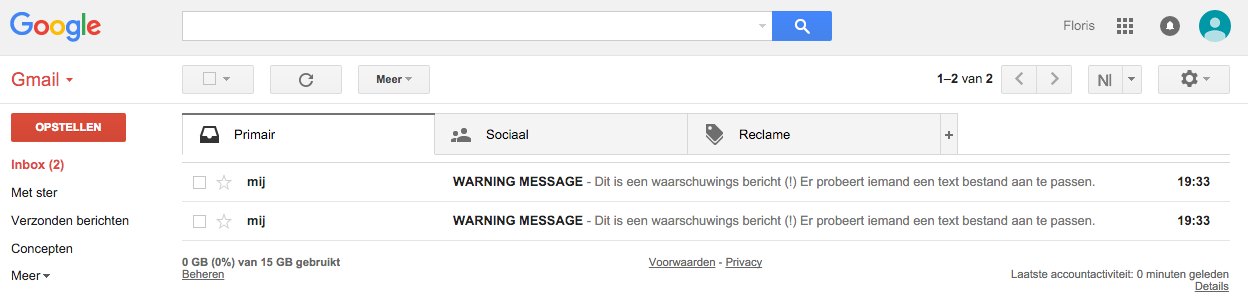 Google
Floris
Gmail
Meer
1–2 van 2
Nl
OPSTELLEN
Primair
Sociaal
Reclame
+
Inbox (2)
Met ster
Verzonden berichten
Concepten
Meer
mij WARNING MESSAGE - Dit is een waarschuwings bericht (!) Er probeert iemand een text bestand aan te passen. 19:33
mij WARNING MESSAGE - Dit is een waarschuwings bericht (!) Er probeert iemand een text bestand aan te passen. 19:33
0 GB (0%) van 15 GB gebruikt
Beheren
Voorwaarden - Privacy
Laatste accountactiviteit: 0 minuten geleden
Details